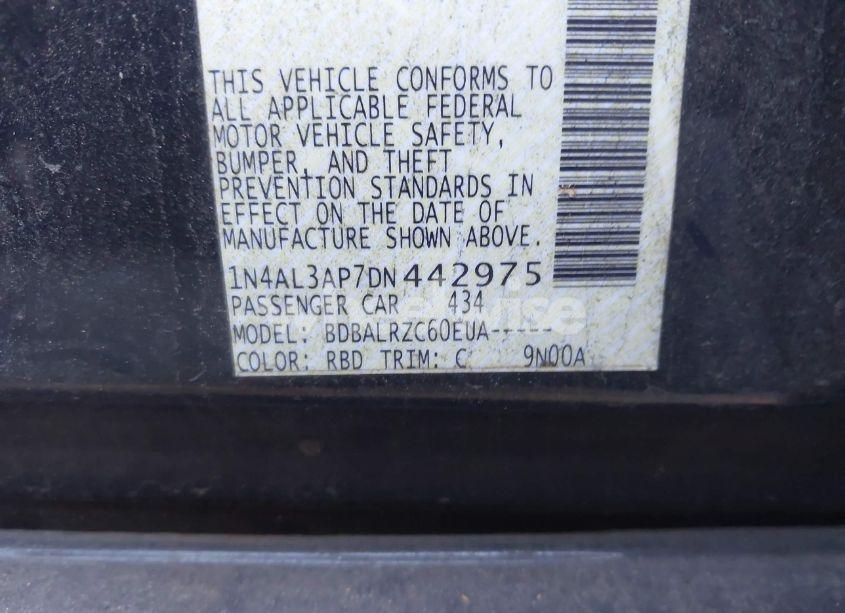 THIS VEHICLE CONFORMS TO
ALL APPLICABLE FEDERAL
MOTOR VEHICLE SAFETY,
BUMPER, AND THEFT
PREVENTION STANDARDS IN
EFFECT ON THE DATE OF
MANUFACTURE SHOWN ABOVE.
1N4AL3AP7DN442975
PASSENGER CAR 434
MODEL: BDBALRZC60EUA-----
COLOR: RBD TRIM: C 9N00A